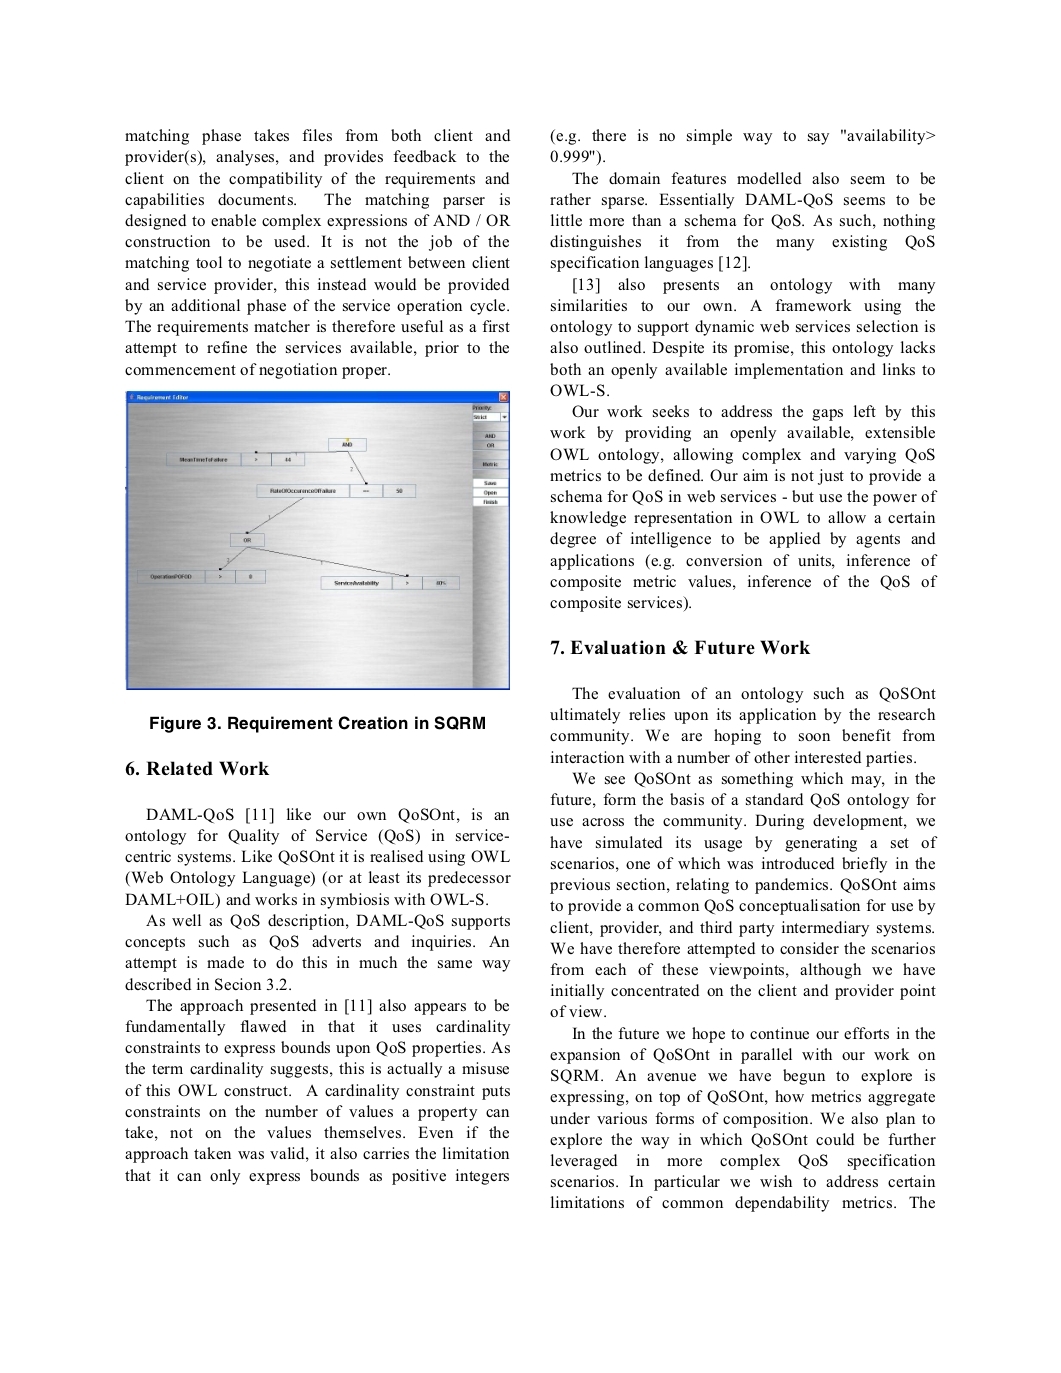 matching phase takes files from both client and
provider(s), analyses, and provides feedback to the
client on the compatibility of the requirements and
capabilities documents. The matching parser is
designed to enable complex expressions of AND / OR
construction to be used. It is not the job of the
matching tool to negotiate a settlement between client
and service provider, this instead would be provided
by an additional phase of the service operation cycle.
The requirements matcher is therefore useful as a first
attempt to refine the services available, prior to the
commencement of negotiation proper.
Requirement Editor
Priority:
Strict
AND
OR
Metric
Save
Open
Finish
AND
MeanTimeToFailure > 44
1
2
RateOfOccurenceOfFailure == 50
1
OR
2
1
OperationPOFOD > 0
ServiceAvailability > 80%
Figure 3. Requirement Creation in SQRM
6. Related Work
DAML-QoS [11] like our own QoSOnt, is an
ontology for Quality of Service (QoS) in service-
centric systems. Like QoSOnt it is realised using OWL
(Web Ontology Language) (or at least its predecessor
DAML+OIL) and works in symbiosis with OWL-S.
As well as QoS description, DAML-QoS supports
concepts such as QoS adverts and inquiries. An
attempt is made to do this in much the same way
described in Secion 3.2.
The approach presented in [11] also appears to be
fundamentally flawed in that it uses cardinality
constraints to express bounds upon QoS properties. As
the term cardinality suggests, this is actually a misuse
of this OWL construct. A cardinality constraint puts
constraints on the number of values a property can
take, not on the values themselves. Even if the
approach taken was valid, it also carries the limitation
that it can only express bounds as positive integers
(e.g. there is no simple way to say "availability>
0.999").
The domain features modelled also seem to be
rather sparse. Essentially DAML-QoS seems to be
little more than a schema for QoS. As such, nothing
distinguishes it from the many existing QoS
specification languages [12].
[13] also presents an ontology with many
similarities to our own. A framework using the
ontology to support dynamic web services selection is
also outlined. Despite its promise, this ontology lacks
both an openly available implementation and links to
OWL-S.
Our work seeks to address the gaps left by this
work by providing an openly available, extensible
OWL ontology, allowing complex and varying QoS
metrics to be defined. Our aim is not just to provide a
schema for QoS in web services - but use the power of
knowledge representation in OWL to allow a certain
degree of intelligence to be applied by agents and
applications (e.g. conversion of units, inference of
composite metric values, inference of the QoS of
composite services).
7. Evaluation & Future Work
The evaluation of an ontology such as QoSOnt
ultimately relies upon its application by the research
community. We are hoping to soon benefit from
interaction with a number of other interested parties.
We see QoSOnt as something which may, in the
future, form the basis of a standard QoS ontology for
use across the community. During development, we
have simulated its usage by generating a set of
scenarios, one of which was introduced briefly in the
previous section, relating to pandemics. QoSOnt aims
to provide a common QoS conceptualisation for use by
client, provider, and third party intermediary systems.
We have therefore attempted to consider the scenarios
from each of these viewpoints, although we have
initially concentrated on the client and provider point
of view.
In the future we hope to continue our efforts in the
expansion of QoSOnt in parallel with our work on
SQRM. An avenue we have begun to explore is
expressing, on top of QoSOnt, how metrics aggregate
under various forms of composition. We also plan to
explore the way in which QoSOnt could be further
leveraged in more complex QoS specification
scenarios. In particular we wish to address certain
limitations of common dependability metrics. The